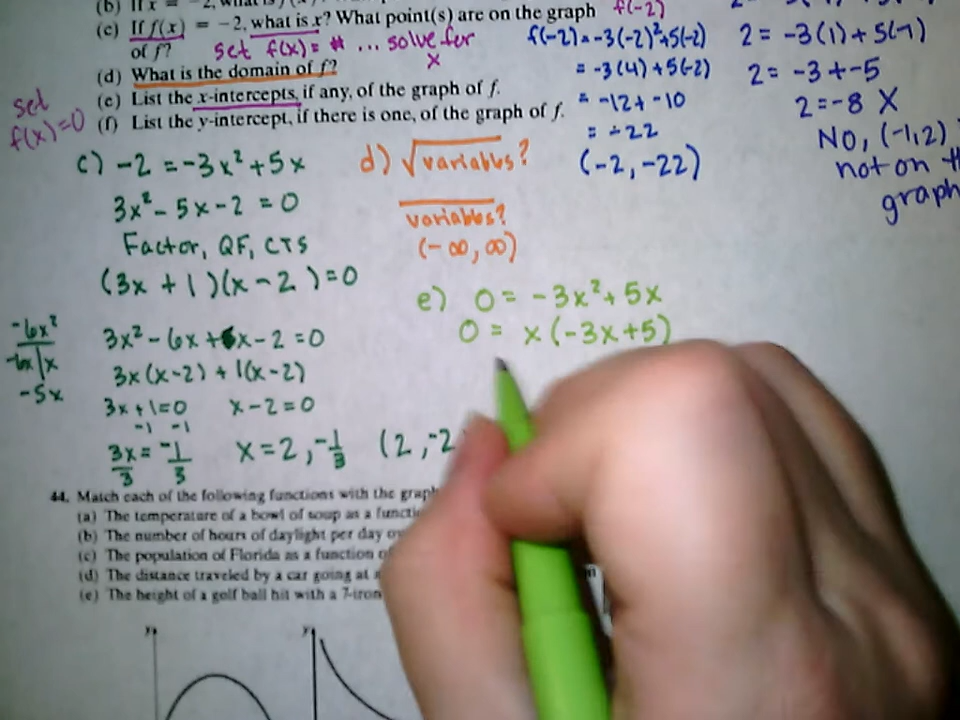 (c) If f(x) = -2, what is x? What point(s) are on the graph
of f?
set f(x) = # ... solve for
x
(d) What is the domain of f?
(e) List the x-intercepts, if any, of the graph of f.
(f) List the y-intercept, if there is one, of the graph of f.
set
f(x)=0
f(-2)
f(-2) = -3(-2)²+5(-2)
= -3(4)+5(-2)
= -12 + -10
= -22
(-2, -22)
2 = -3(1)+5(-1)
2 = -3 + -5
2 = -8 X
NO, (-1,2)
not on
graph
c) -2 = -3x² + 5x
3x² - 5x - 2 = 0
Factor, QF, CTS
(3x + 1)(x - 2) = 0
-6x²
-6x | x
-5x
3x² - 6x + x - 2 = 0
3x(x-2) + 1(x-2)
3x + 1 = 0 x - 2 = 0
-1 -1
3x = -1
3 3
x = 2, -1/3 (2, -2
d) √variables?
variables?
(-∞, ∞)
e) 0 = -3x² + 5x
0 = x(-3x+5)
44. Match each of the following functions with the graph
(a) The temperature of a bowl of soup as a
(b) The number of hours of daylight per day
(c) The population of Florida as a function
(d) The distance traveled by a car going at
(e) The height of a golf ball hit with a 7-iron
y
y